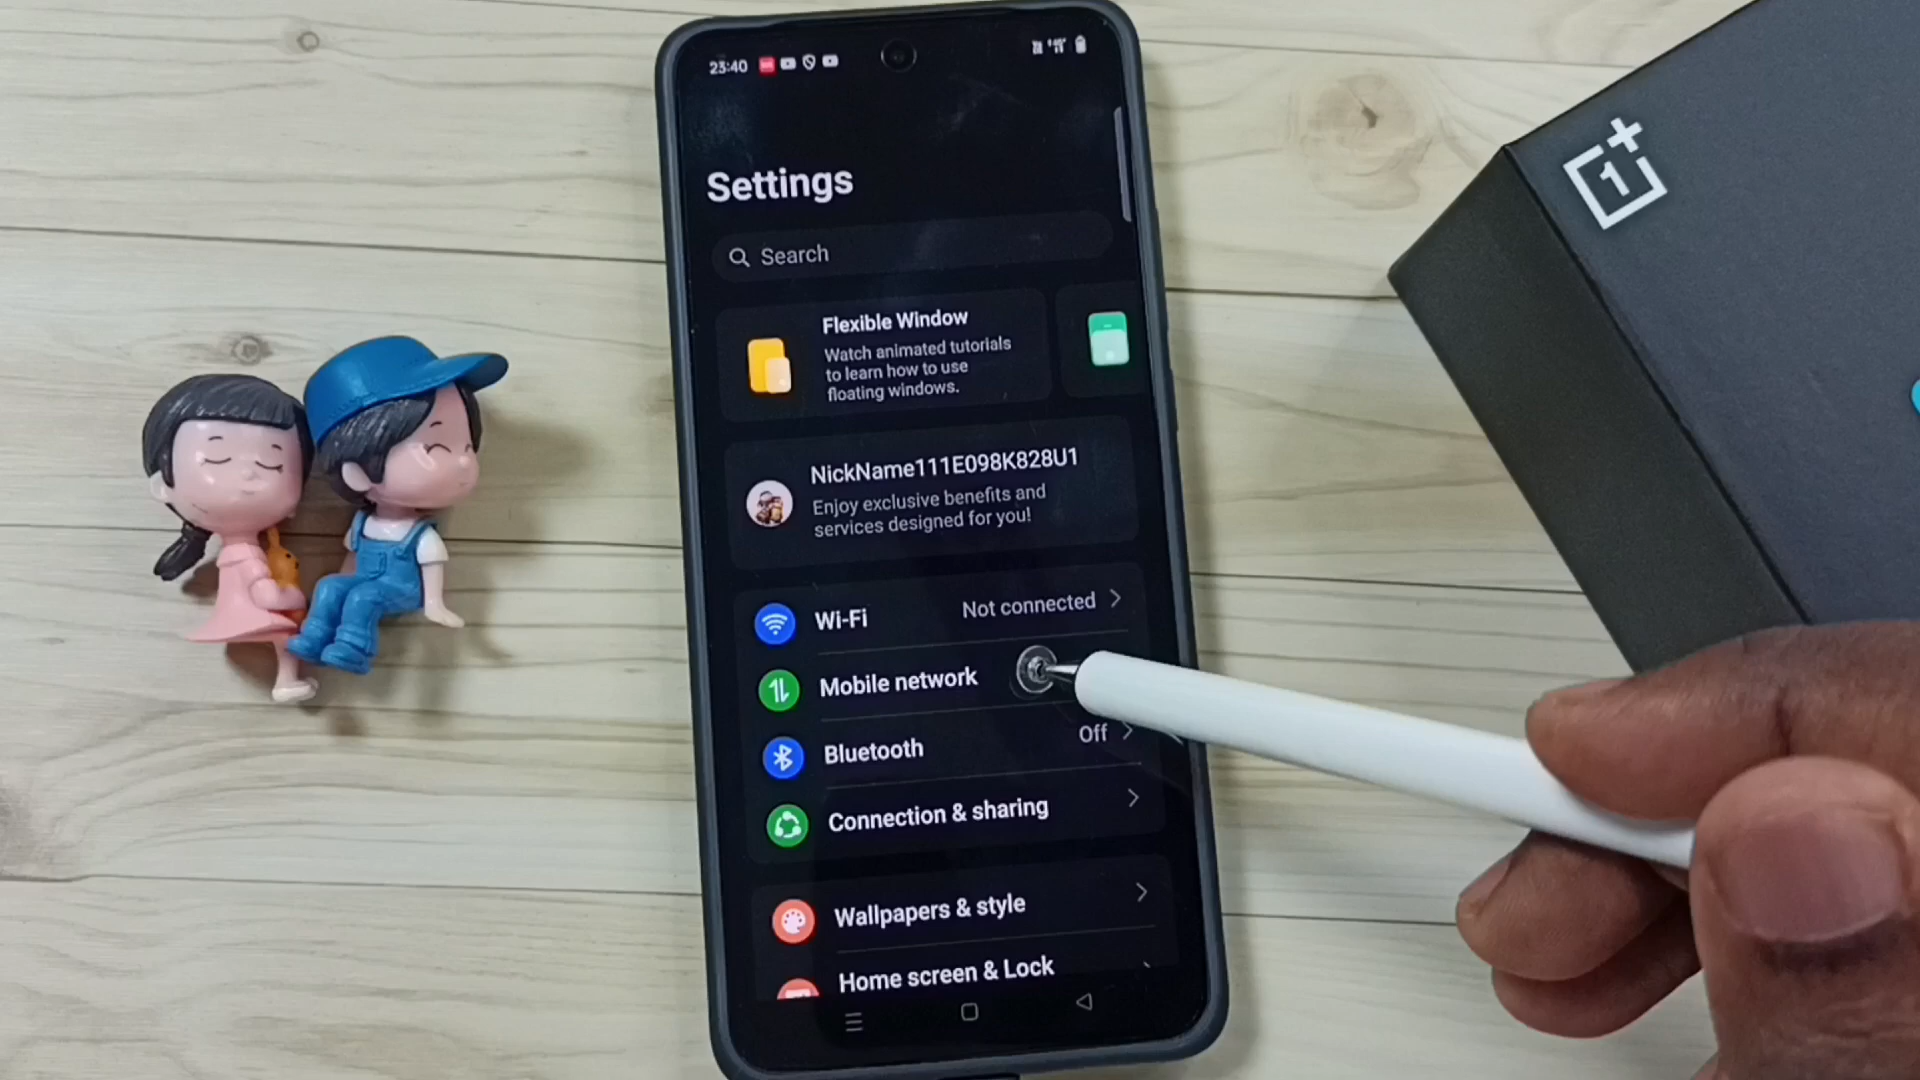 23:40
Settings
Search
Flexible Window
Watch animated tutorials
to learn how to use
floating windows.
NickName111E098K828U1
Enjoy exclusive benefits and
services designed for you!
Wi-Fi Not connected
Mobile network
Bluetooth Off
Connection & sharing
Wallpapers & style
Home screen & Lock
1+